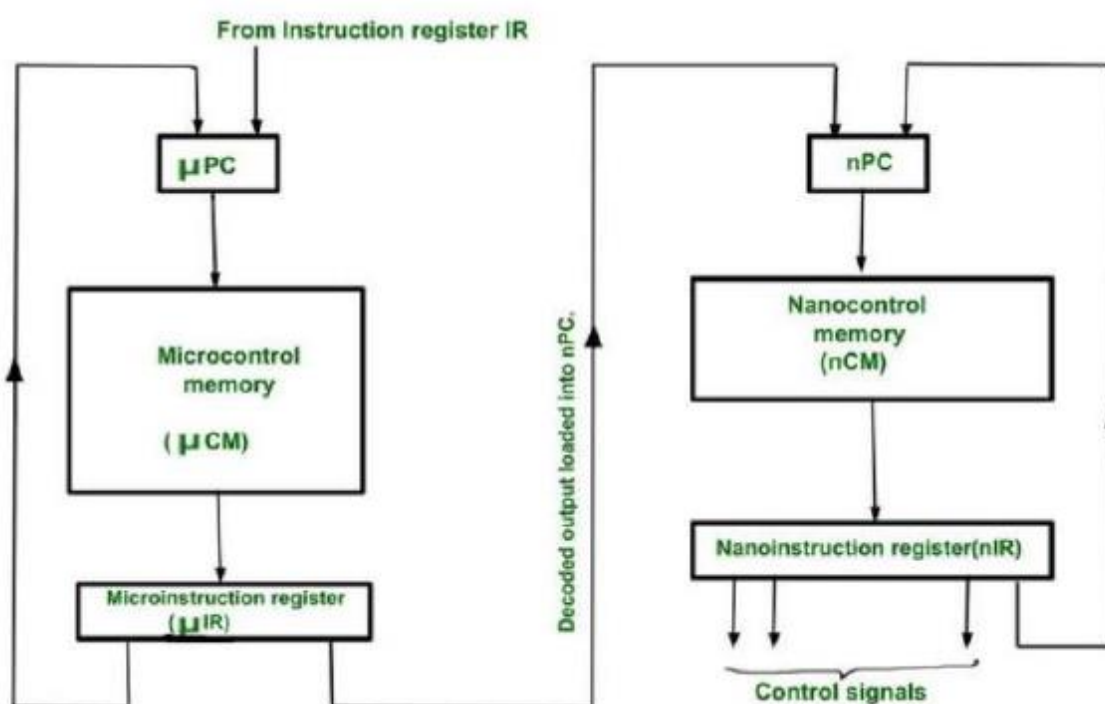 From Instruction register IR
µPC
Microcontrol
memory
( µCM)
Microinstruction register
(µIR)
Decoded output loaded into nPC.
nPC
Nanocontrol
memory
(nCM)
Nanoinstruction register(nIR)
Control signals